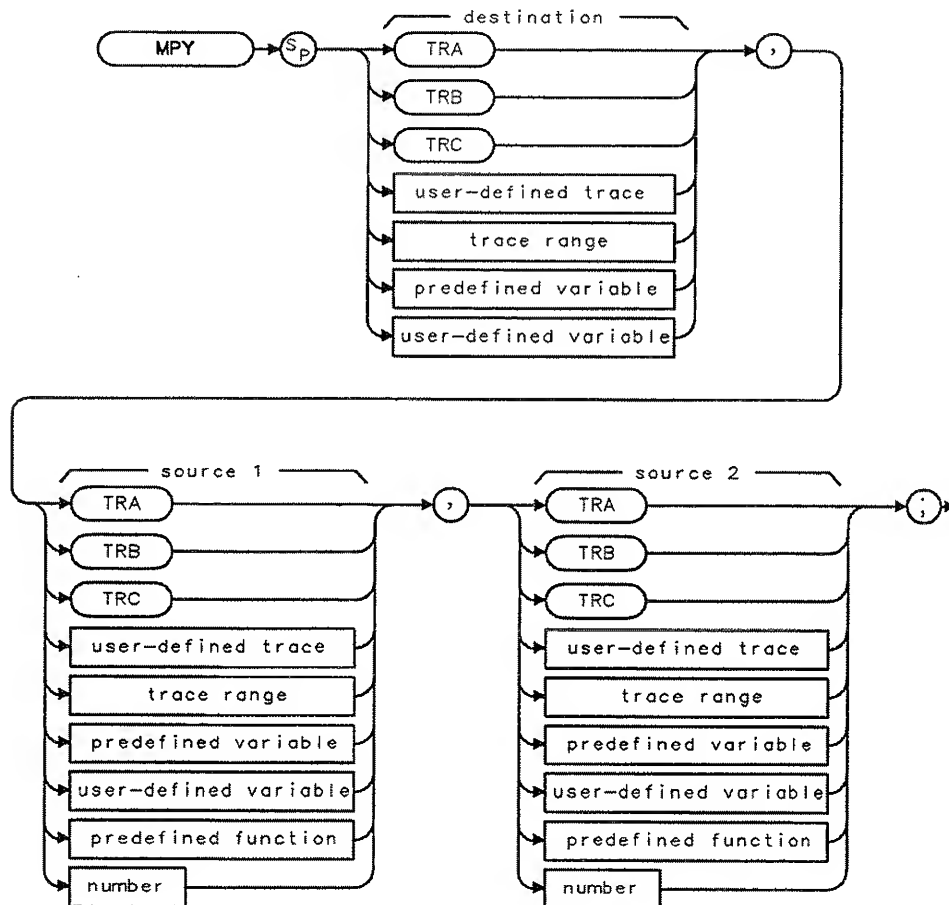 destination
MPY SP TRA ,
TRB
TRC
user-defined trace
trace range
predefined variable
user-defined variable
source 1
TRA ,
TRB
TRC
user-defined trace
trace range
predefined variable
user-defined variable
predefined function
number
source 2
TRA ;
TRB
TRC
user-defined trace
trace range
predefined variable
user-defined variable
predefined function
number